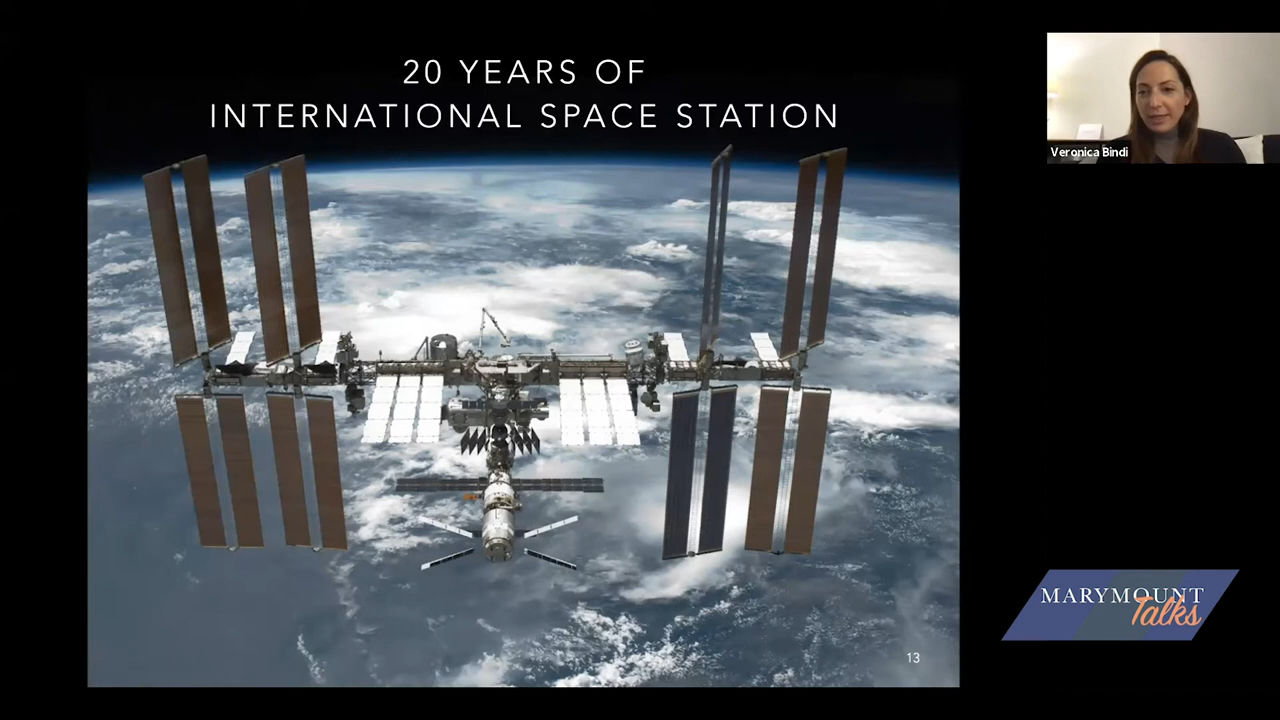 20 YEARS OF
INTERNATIONAL SPACE STATION
Veronica Bindi
MARYMOUNT
Talks
13